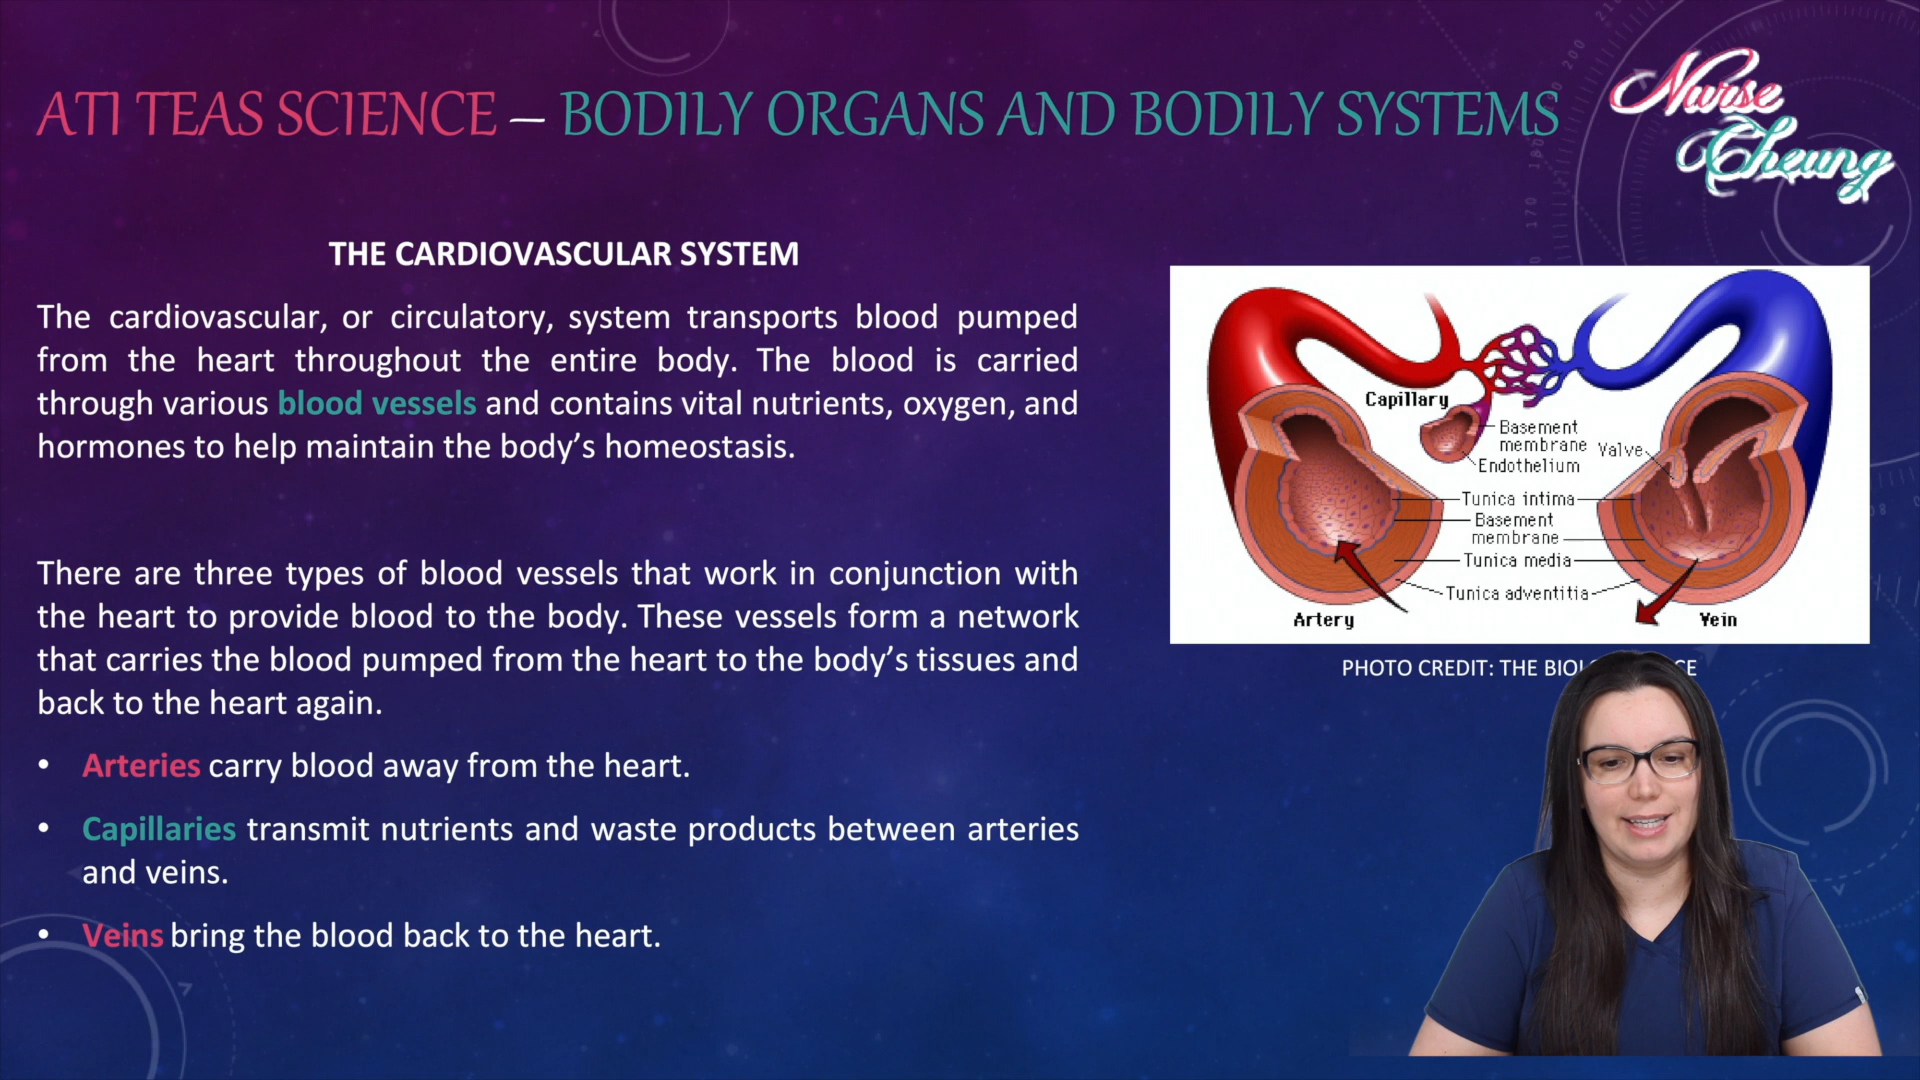 ATI TEAS SCIENCE – BODILY ORGANS AND BODILY SYSTEMS
Nurse
Cheung
THE CARDIOVASCULAR SYSTEM
The cardiovascular, or circulatory, system transports blood pumped
from the heart throughout the entire body. The blood is carried
through various blood vessels and contains vital nutrients, oxygen, and
hormones to help maintain the body’s homeostasis.
There are three types of blood vessels that work in conjunction with
the heart to provide blood to the body. These vessels form a network
that carries the blood pumped from the heart to the body’s tissues and
back to the heart again.
• Arteries carry blood away from the heart.
• Capillaries transmit nutrients and waste products between arteries
and veins.
• Veins bring the blood back to the heart.
Capillary
Basement
membrane
Endothelium
Valve
Tunica intima
Basement
membrane
Tunica media
Tunica adventitia
Artery
Vein
PHOTO CREDIT: THE
200
170